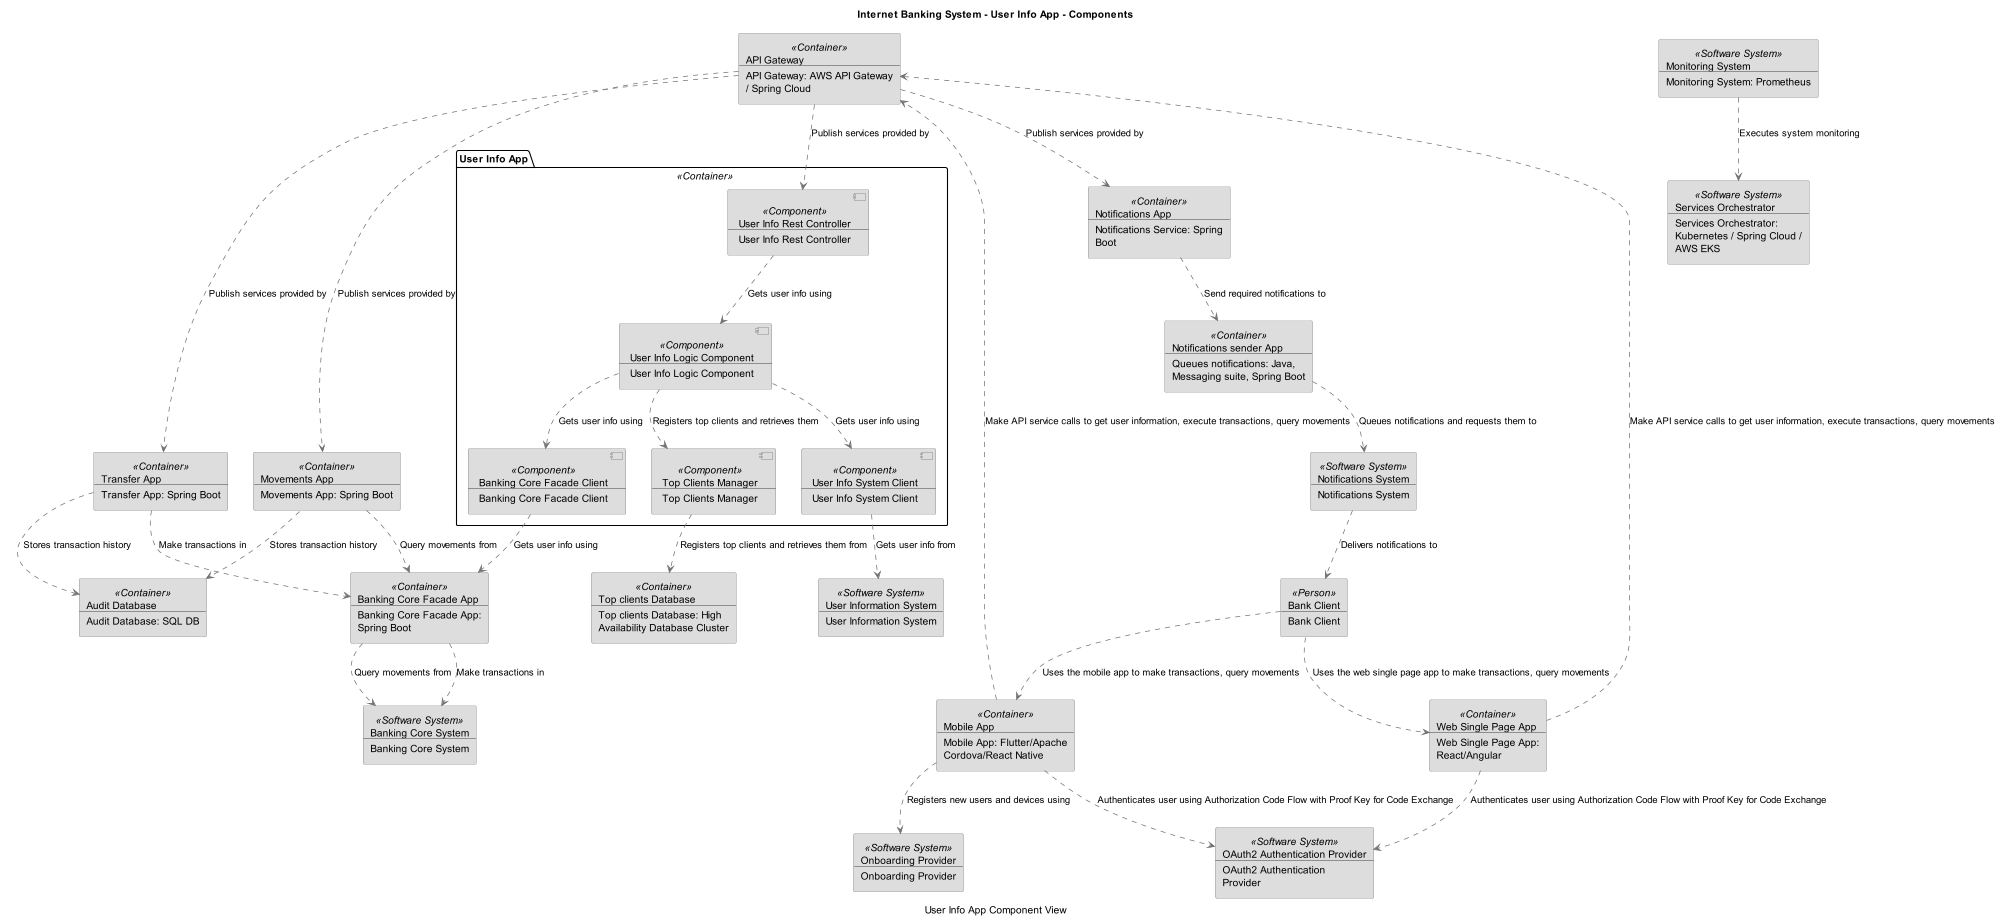 Internet Banking System - User Info App - Components
«Container»
API Gateway
API Gateway: AWS API Gateway
/ Spring Cloud
«Software System»
Monitoring System
Monitoring System: Prometheus
Publish services provided by
Publish services provided by
Executes system monitoring
User Info App
«Container»
«Component»
User Info Rest Controller
User Info Rest Controller
«Container»
Notifications App
Notifications Service: Spring
Boot
«Software System»
Services Orchestrator
Services Orchestrator:
Kubernetes / Spring Cloud /
AWS EKS
Publish services provided by
Publish services provided by
Gets user info using
Send required notifications to
«Component»
User Info Logic Component
User Info Logic Component
«Container»
Notifications sender App
Queues notifications: Java,
Messaging suite, Spring Boot
Gets user info using
Registers top clients and retrieves them
Gets user info using
Make API service calls to get user information, execute transactions, query movements
Queues notifications and requests them to
Make API service calls to get user information, execute transactions, query movements
«Container»
Transfer App
Transfer App: Spring Boot
«Container»
Movements App
Movements App: Spring Boot
«Component»
Banking Core Facade Client
Banking Core Facade Client
«Component»
Top Clients Manager
Top Clients Manager
«Component»
User Info System Client
User Info System Client
«Software System»
Notifications System
Notifications System
Stores transaction history
Make transactions in
Stores transaction history
Query movements from
Gets user info using
Registers top clients and retrieves them from
Gets user info from
Delivers notifications to
«Container»
Audit Database
Audit Database: SQL DB
«Container»
Banking Core Facade App
Banking Core Facade App:
Spring Boot
«Container»
Top clients Database
Top clients Database: High
Availability Database Cluster
«Software System»
User Information System
User Information System
«Person»
Bank Client
Bank Client
Query movements from
Make transactions in
Uses the mobile app to make transactions, query movements
Uses the web single page app to make transactions, query movements
«Software System»
Banking Core System
Banking Core System
«Container»
Mobile App
Mobile App: Flutter/Apache
Cordova/React Native
«Container»
Web Single Page App
Web Single Page App:
React/Angular
Registers new users and devices using
Authenticates user using Authorization Code Flow with Proof Key for Code Exchange
Authenticates user using Authorization Code Flow with Proof Key for Code Exchange
«Software System»
Onboarding Provider
Onboarding Provider
«Software System»
OAuth2 Authentication Provider
OAuth2 Authentication
Provider
User Info App Component View